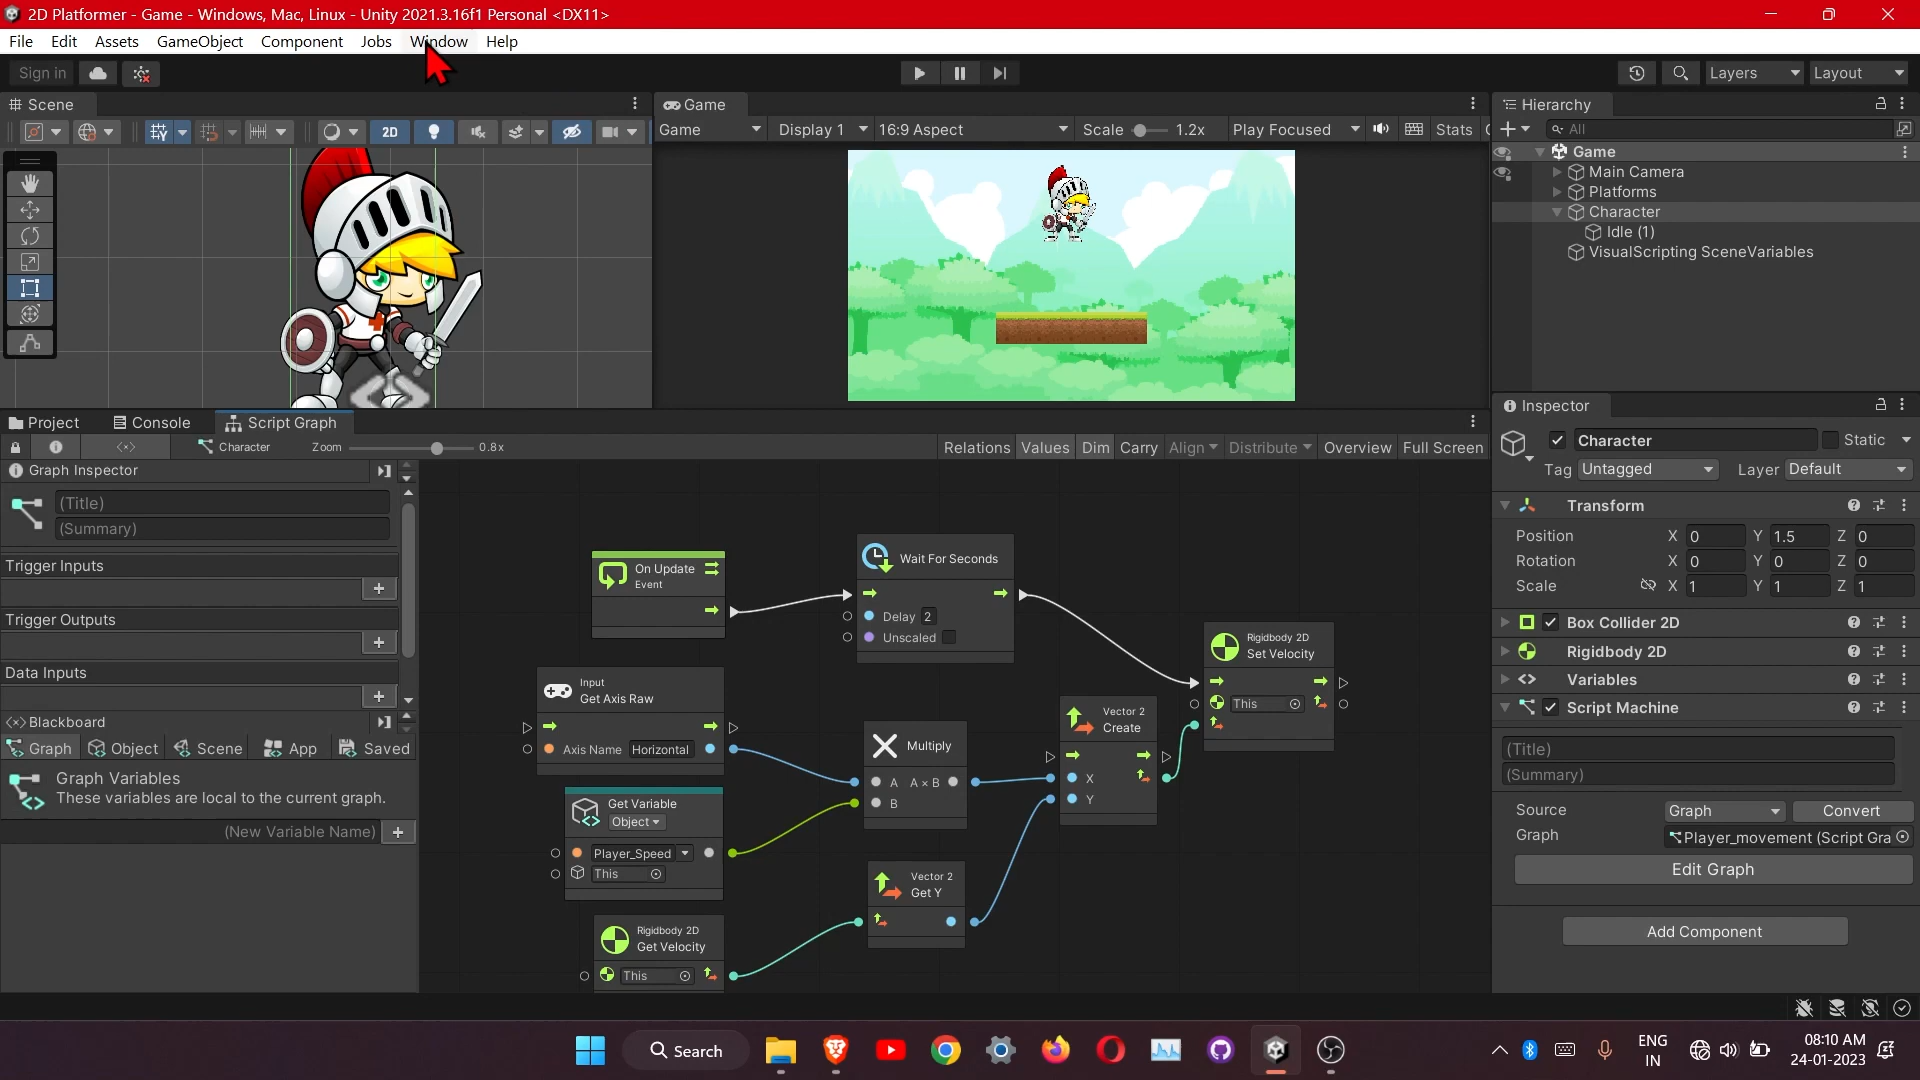 2D Platformer - Game - Windows, Mac, Linux - Unity 2021.3.16f1 Personal <DX11>
File Edit Assets GameObject Component Jobs Window Help
Sign in
Layers Layout
Scene
2D
Game
Game Display 1 16:9 Aspect Scale 1.2x Play Focused Stats
Hierarchy
All
Game
Main Camera
Platforms
Character
Idle (1)
VisualScripting SceneVariables
Project Console Script Graph
Character Zoom 0.8x Relations Values Dim Carry Align Distribute Overview Full Screen
Graph Inspector
(Title)
(Summary)
Trigger Inputs
Trigger Outputs
Data Inputs
Blackboard
Graph Object Scene App Saved
Graph Variables
These variables are local to the current graph.
(New Variable Name)
On Update
Event
Wait For Seconds
Delay 2
Unscaled
Input
Get Axis Raw
Axis Name Horizontal
Get Variable
Object
Player_Speed
This
Rigidbody 2D
Get Velocity
This
Multiply
A A × B
B
Vector 2
Get Y
Vector 2
Create
X
Y
Rigidbody 2D
Set Velocity
This
Inspector
Character Static
Tag Untagged Layer Default
Transform
Position X 0 Y 1.5 Z 0
Rotation X 0 Y 0 Z 0
Scale X 1 Y 1 Z 1
Box Collider 2D
Rigidbody 2D
Variables
Script Machine
(Title)
(Summary)
Source Graph Convert
Graph Player_movement (Script Gra
Edit Graph
Add Component
Search
ENG
IN
08:10 AM
24-01-2023